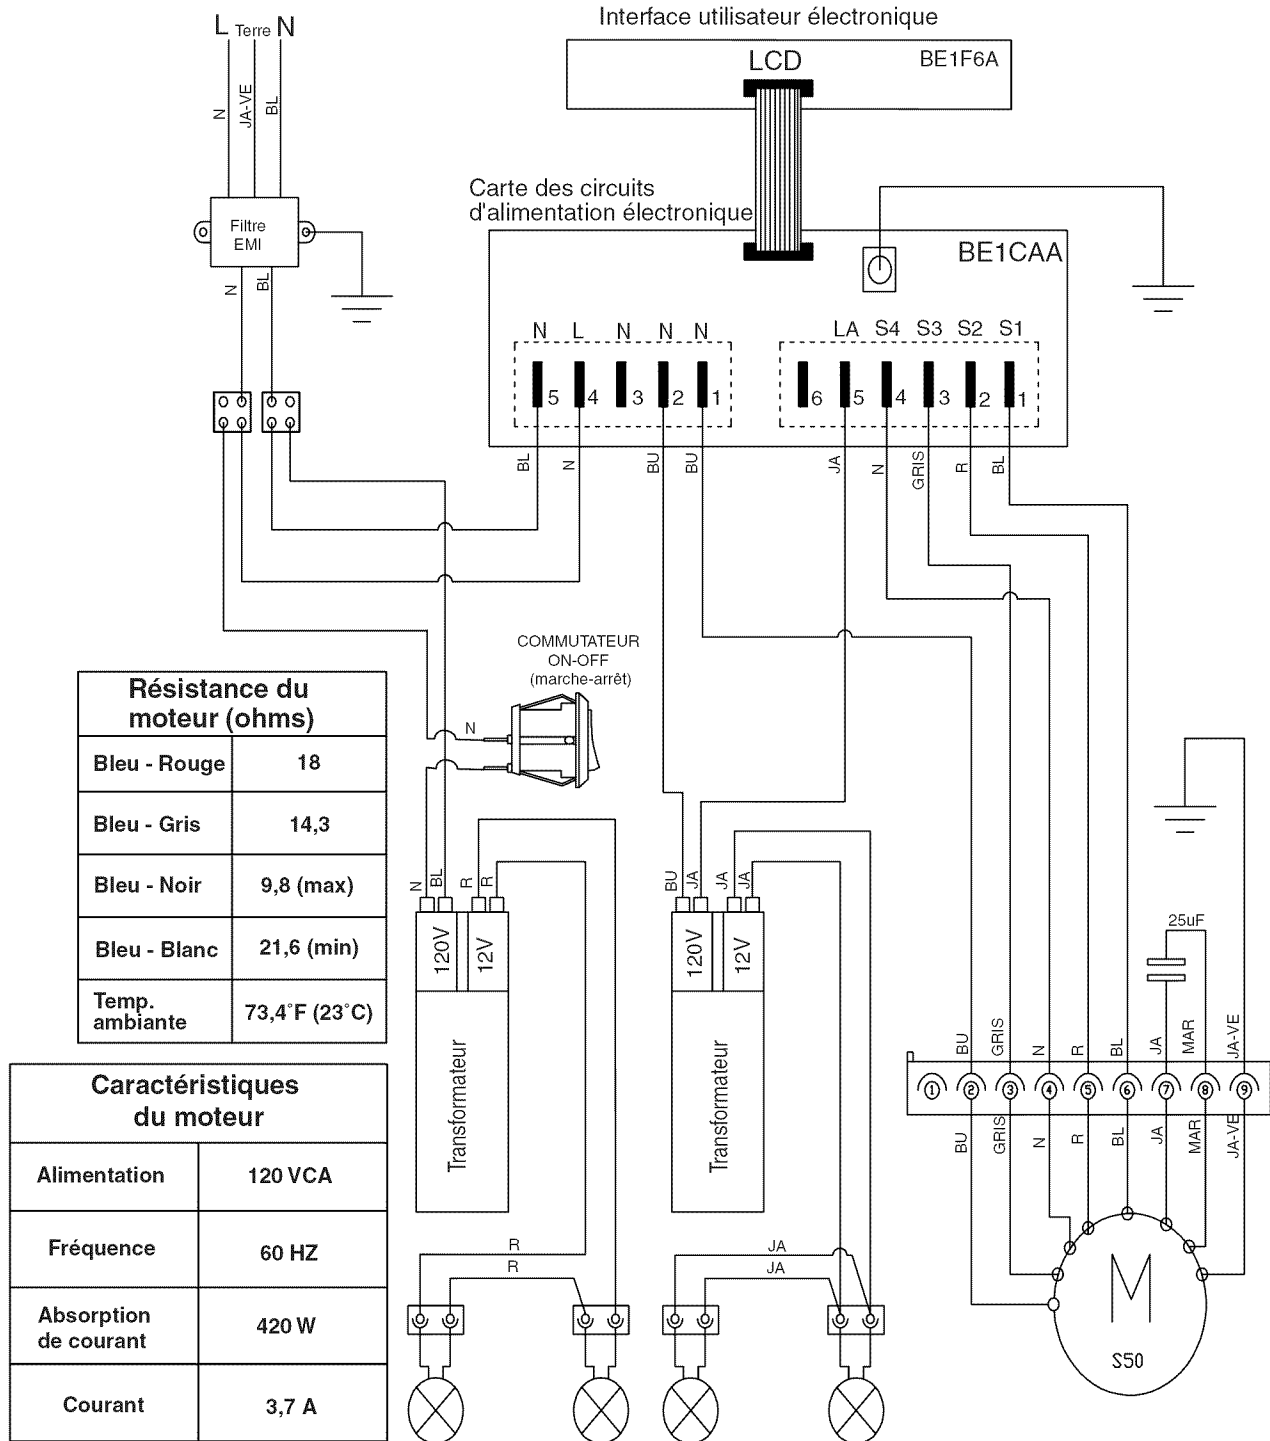 Interface utilisateur électronique
L Terre N
LCD
BE1F6A
N
JA-VE
BL
Carte des circuits
d'alimentation électronique
Filtre
EMI
BE1CAA
N
BL
N L N N N
LA S4 S3 S2 S1
5 4 3 2 1
6 5 4 3 2 1
BL
N
BU
BU
JA
N
GRIS
R
BL
COMMUTATEUR
ON-OFF
(marche-arrêt)
N
Résistance du
moteur (ohms)
Bleu - Rouge 18
Bleu - Gris 14,3
Bleu - Noir 9,8 (max)
Bleu - Blanc 21,6 (min)
Temp.
ambiante 73,4°F (23°C)
N
BL
R
R
BU
JA
JA
JA
120V
12V
120V
12V
Transformateur
Transformateur
25uF
BU
GRIS
N
R
BL
JA
MAR
JA-VE
1 2 3 4 5 6 7 8 9
BU
GRIS
N
R
BL
JA
MAR
JA-VE
Caractéristiques
du moteur
Alimentation 120 VCA
Fréquence 60 HZ
Absorption
de courant 420 W
Courant 3,7 A
R
R
JA
JA
M
S50